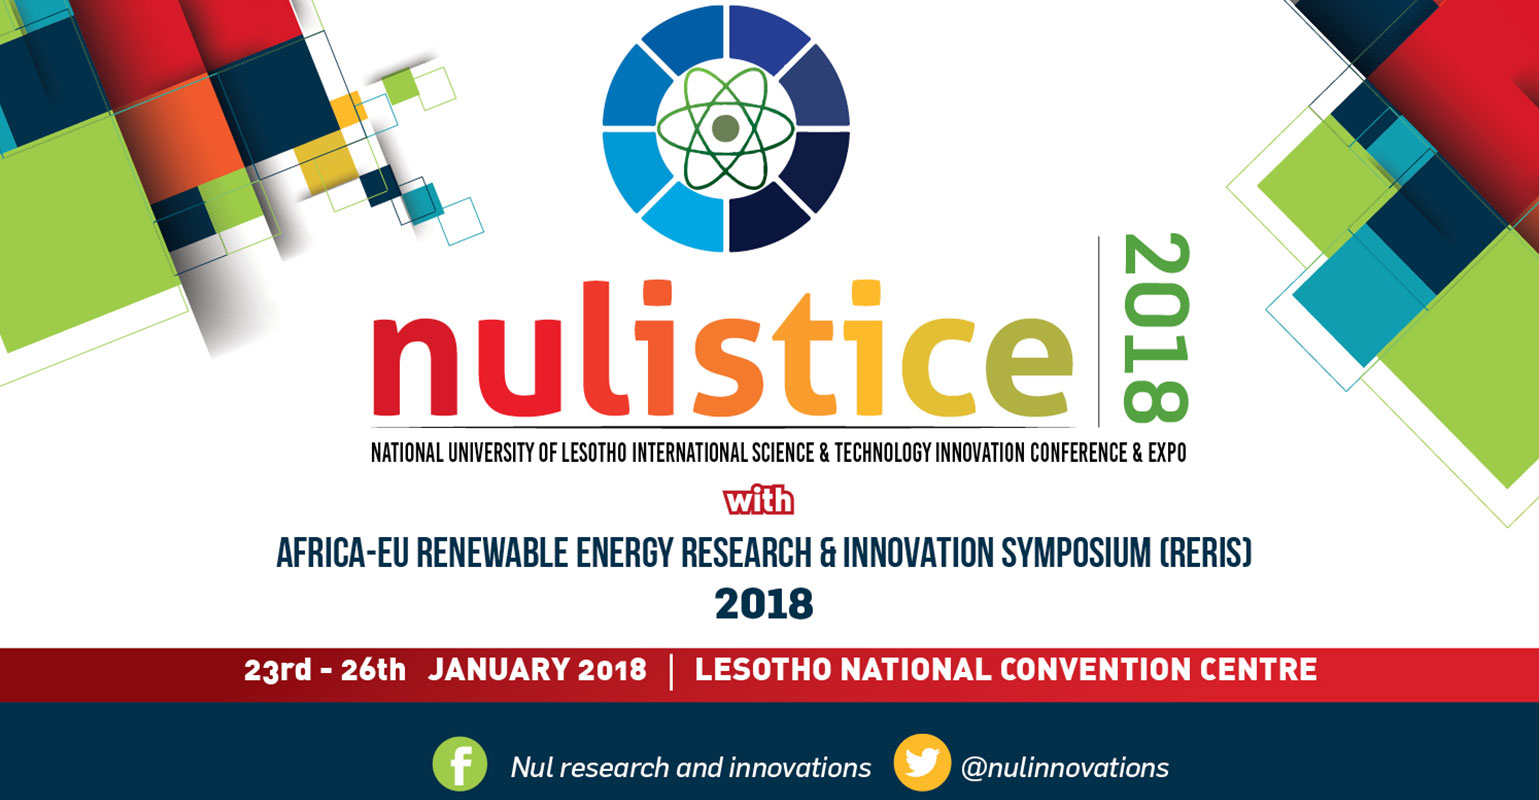 nulistice
2018
NATIONAL UNIVERSITY OF LESOTHO INTERNATIONAL SCIENCE & TECHNOLOGY INNOVATION CONFERENCE & EXPO
with
AFRICA-EU RENEWABLE ENERGY RESEARCH & INNOVATION SYMPOSIUM (RERIS)
2018
23rd - 26th JANUARY 2018 | LESOTHO NATIONAL CONVENTION CENTRE
f Nul research and innovations @nulinnovations